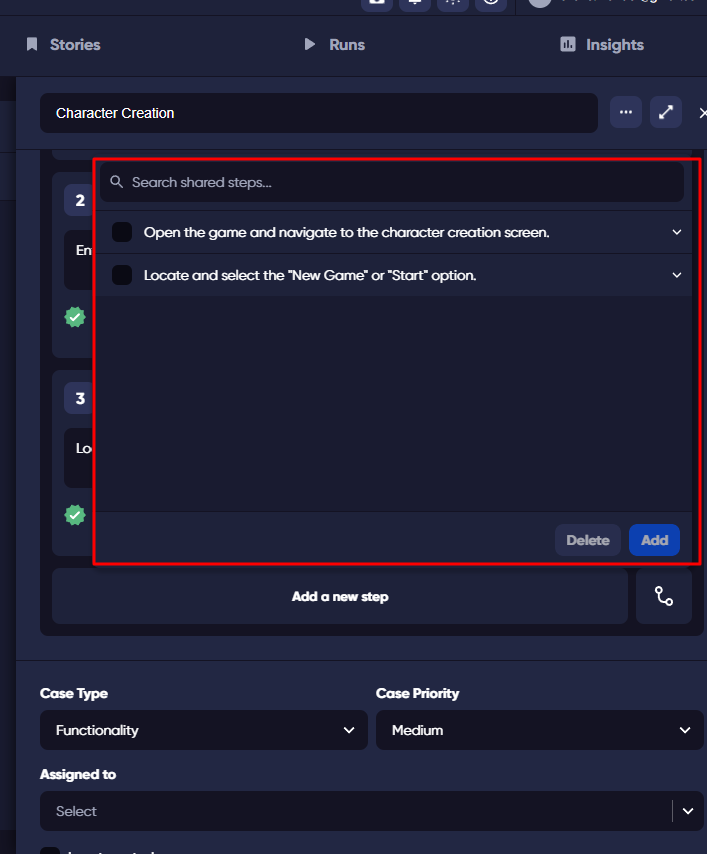 Stories
Runs
Insights
Character Creation
Search shared steps...
2
Open the game and navigate to the character creation screen.
Locate and select the "New Game" or "Start" option.
3
Delete
Add
Add a new step
Case Type
Case Priority
Functionality
Medium
Assigned to
Select